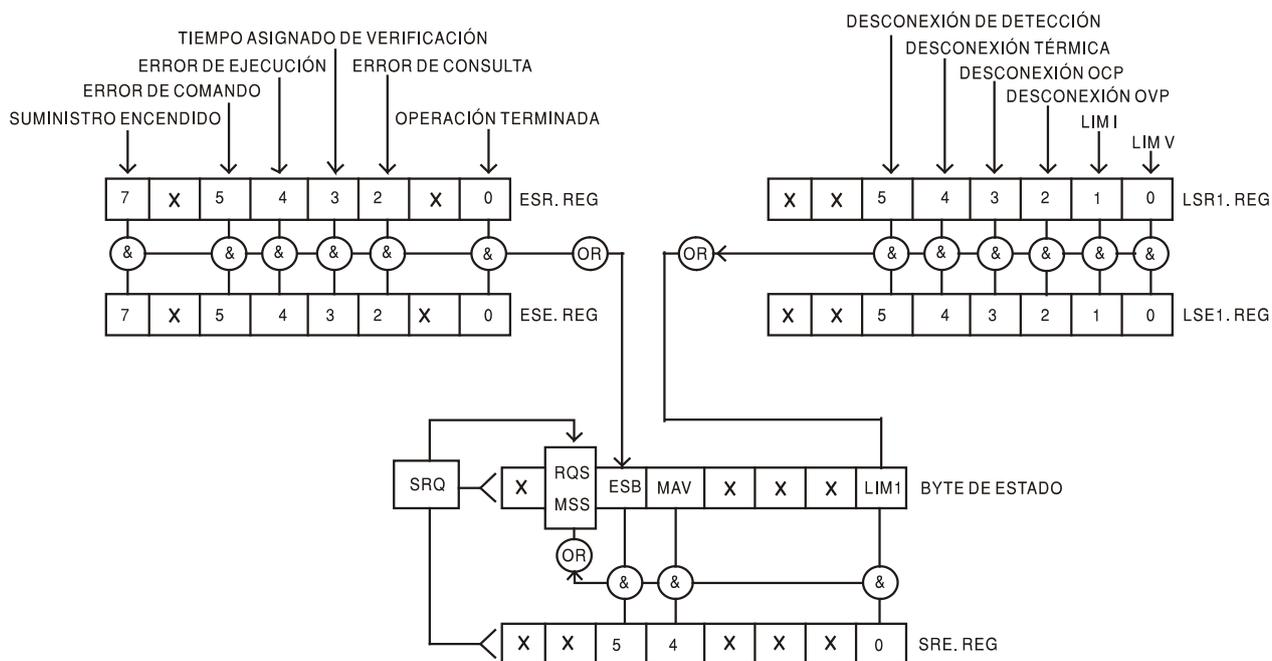 TIEMPO ASIGNADO DE VERIFICACIÓN
ERROR DE EJECUCIÓN ERROR DE CONSULTA
ERROR DE COMANDO
SUMINISTRO ENCENDIDO OPERACIÓN TERMINADA
7 X 5 4 3 2 X 0 ESR. REG
& & & & & & OR
7 X 5 4 3 2 X 0 ESE. REG
DESCONEXIÓN DE DETECCIÓN
DESCONEXIÓN TÉRMICA
DESCONEXIÓN OCP
DESCONEXIÓN OVP
LIM I
LIM V
X X 5 4 3 2 1 0 LSR1. REG
OR & & & & & &
X X 5 4 3 2 1 0 LSE1. REG
SRQ X RQS MSS ESB MAV X X X LIM1 BYTE DE ESTADO
OR
& & &
X X 5 4 X X X 0 SRE. REG